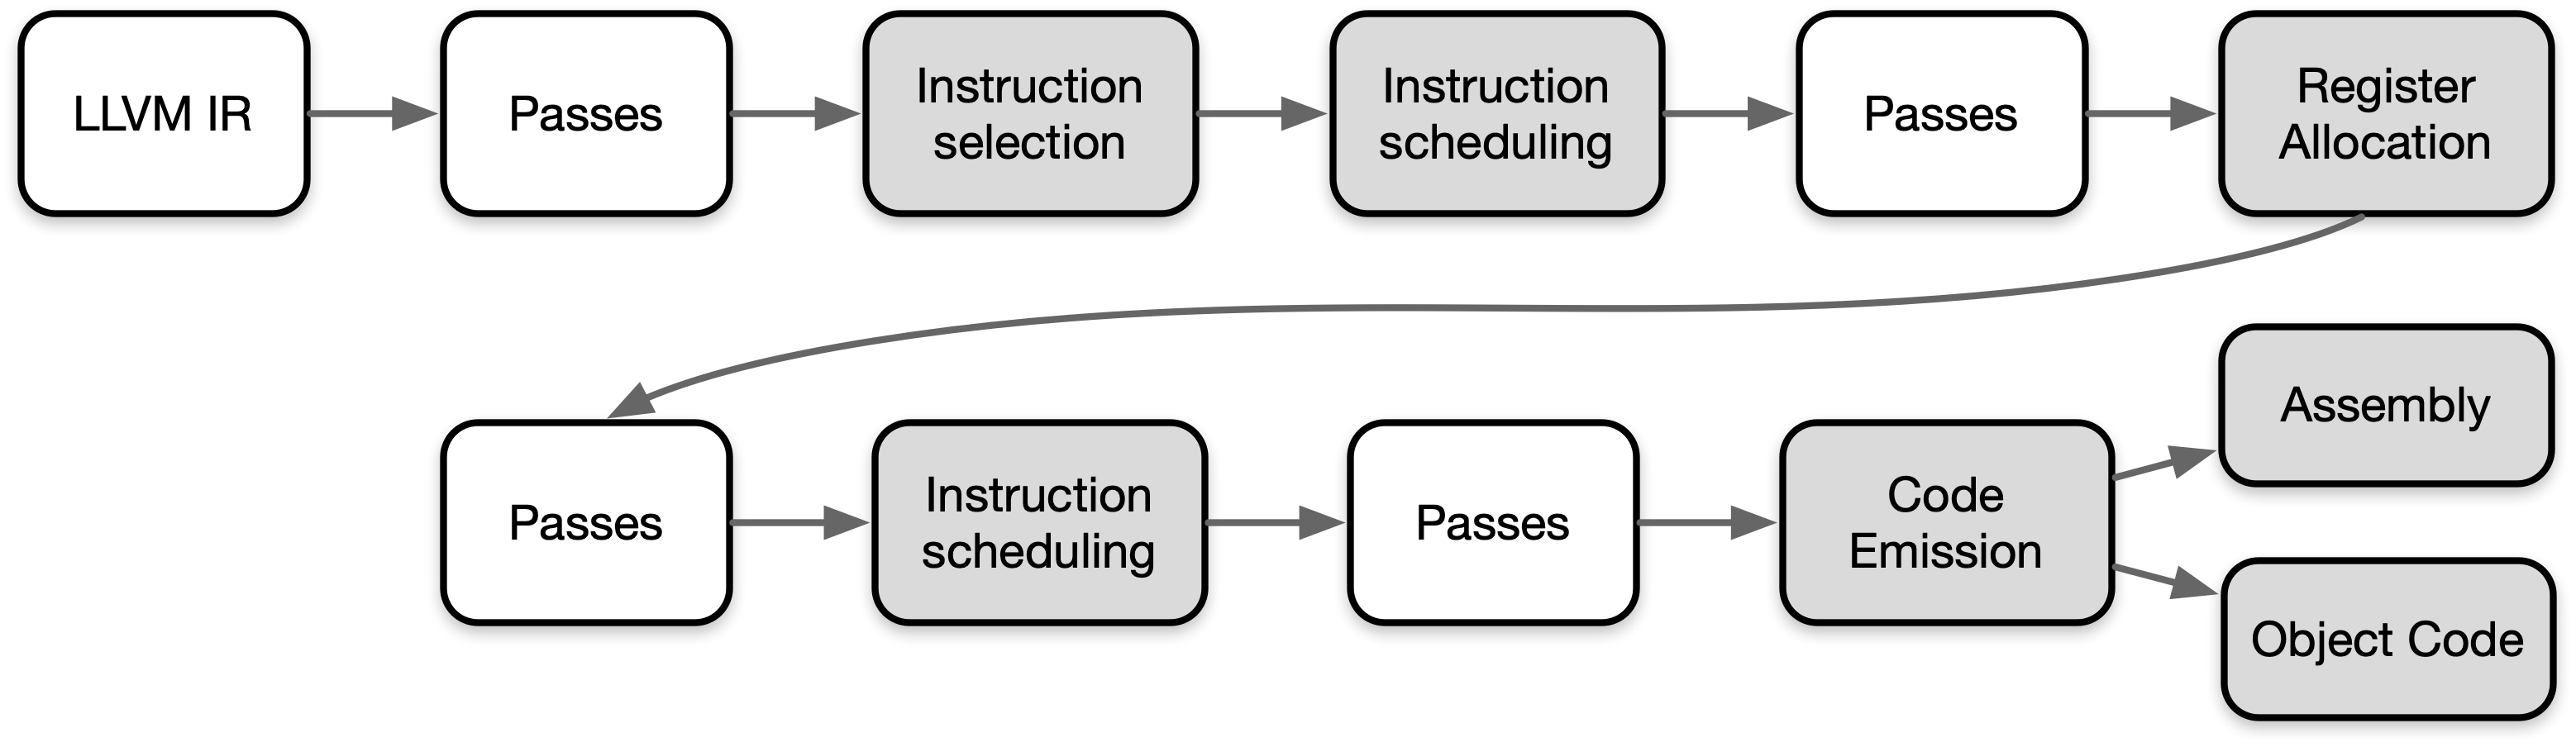 LLVM IR
Passes
Instruction
selection
Instruction
scheduling
Passes
Register
Allocation
Passes
Instruction
scheduling
Passes
Code
Emission
Assembly
Object Code